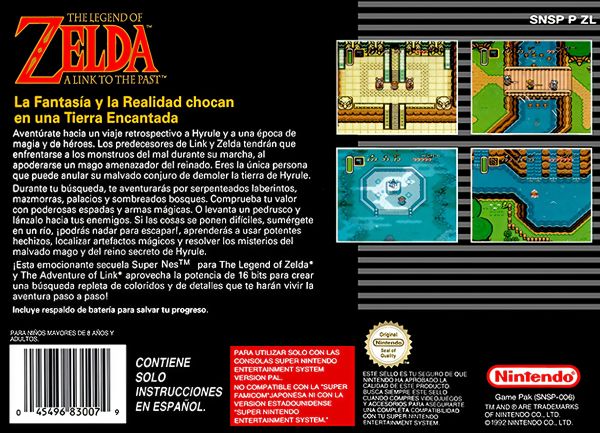 THE LEGEND OF
ZELDA™
A LINK TO THE PAST™
SNSP P ZL
La Fantasía y la Realidad chocan
en una Tierra Encantada
Aventúrate hacia un viaje retrospectivo a Hyrule y a una época de
magia y de héroes. Los predecesores de Link y Zelda tendrán que
enfrentarse a los monstruos del mal durante su marcha, al
apoderarse un mago amenazador del reinado. Eres la única persona
que puede anular su malvado conjuro de demoler la tierra de Hyrule.
Durante tu búsqueda, te aventurarás por serpenteados laberintos,
mazmorras, palacios y sombreados bosques. Comprueba tu valor
con poderosas espadas y armas mágicas. O levanta un pedrusco y
lánzalo hacia tus enemigos. Si las cosas se ponen difíciles, sumérgete
en un río, ¡podrás nadar para escapar!, aprenderás a usar potentes
hechizos, localizar artefactos mágicos y resolver los misterios del
malvado mago y del reino secreto de Hyrule.
¡Esta emocionante secuela Super Nes™ para The Legend of Zelda*
y The Adventure of Link* aprovecha la potencia de 16 bits para crear
una búsqueda repleta de coloridos y de detalles que te harán vivir la
aventura paso a paso!
Incluye respaldo de batería para salvar tu progreso.
PARA NIÑOS MAYORES DE 8 AÑOS Y
ADULTOS.
0 45496 83007 9
CONTIENE
SOLO
INSTRUCCIONES
EN ESPAÑOL.
PARA UTILIZAR SOLO CON LAS
CONSOLAS SUPER NINTENDO
ENTERTAINMENT SYSTEM
VERSION PAL.
NO COMPATIBLE CON LA "SUPER
FAMICOM" JAPONESA NI CON LA
VERSION ESTADOUNIDENSE
"SUPER NINTENDO
ENTERTAINMENT SYSTEM."
Original
Nintendo
Seal of
Quality
ESTE SELLO ES TU SEGURO DE QUE
NINTENDO HA APROBADO LA
CALIDAD DE ESTE PRODUCTO.
BUSCA SIEMPRE ESTE SELLO
CUANDO COMPRES VIDEOJUEGOS
Y ACCESORIOS PARA ASEGURARTE
UNA COMPLETA COMPATIBILIDAD
CON TU SUPER NINTENDO
ENTERTAINMENT SYSTEM.
Nintendo
Game Pak (SNSP-006)
TM AND ® ARE TRADEMARKS
OF NINTENDO CO., LTD.
© 1992 NINTENDO CO., LTD.